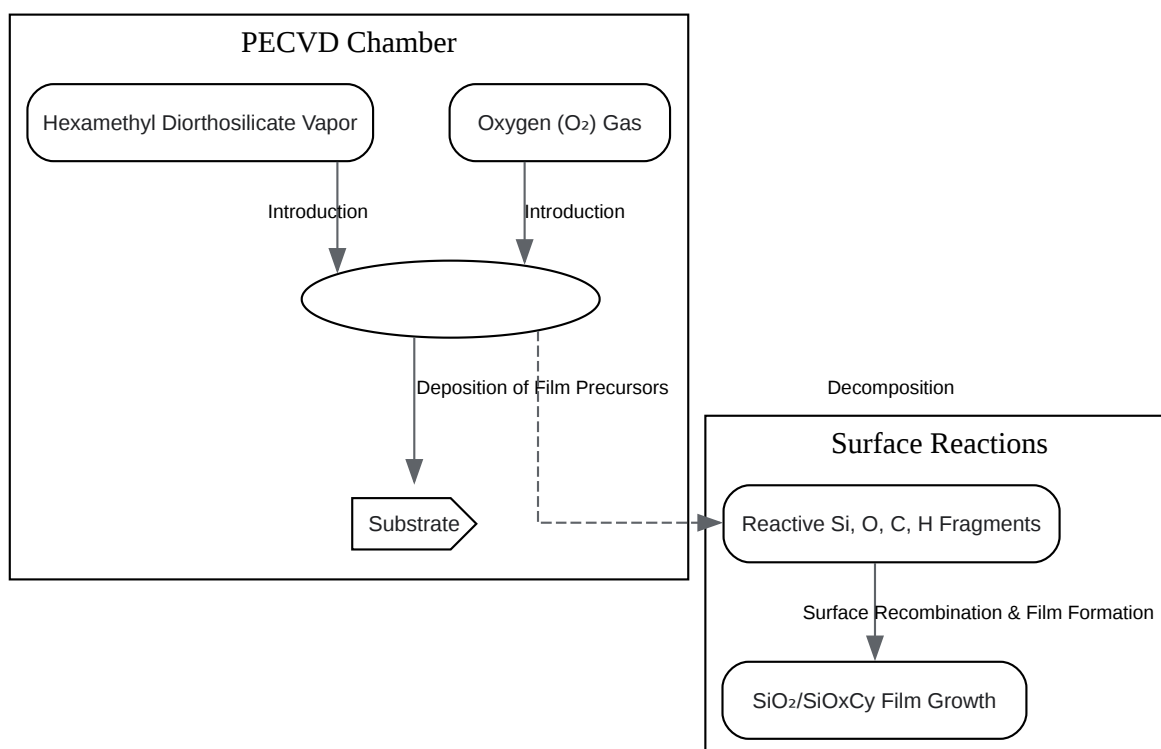 PECVD Chamber
Hexamethyl Diorthosilicate Vapor
Oxygen (O₂) Gas
Introduction
Introduction
Deposition of Film Precursors
Decomposition
Surface Reactions
Substrate
Reactive Si, O, C, H Fragments
Surface Recombination & Film Formation
SiO₂/SiOxCy Film Growth